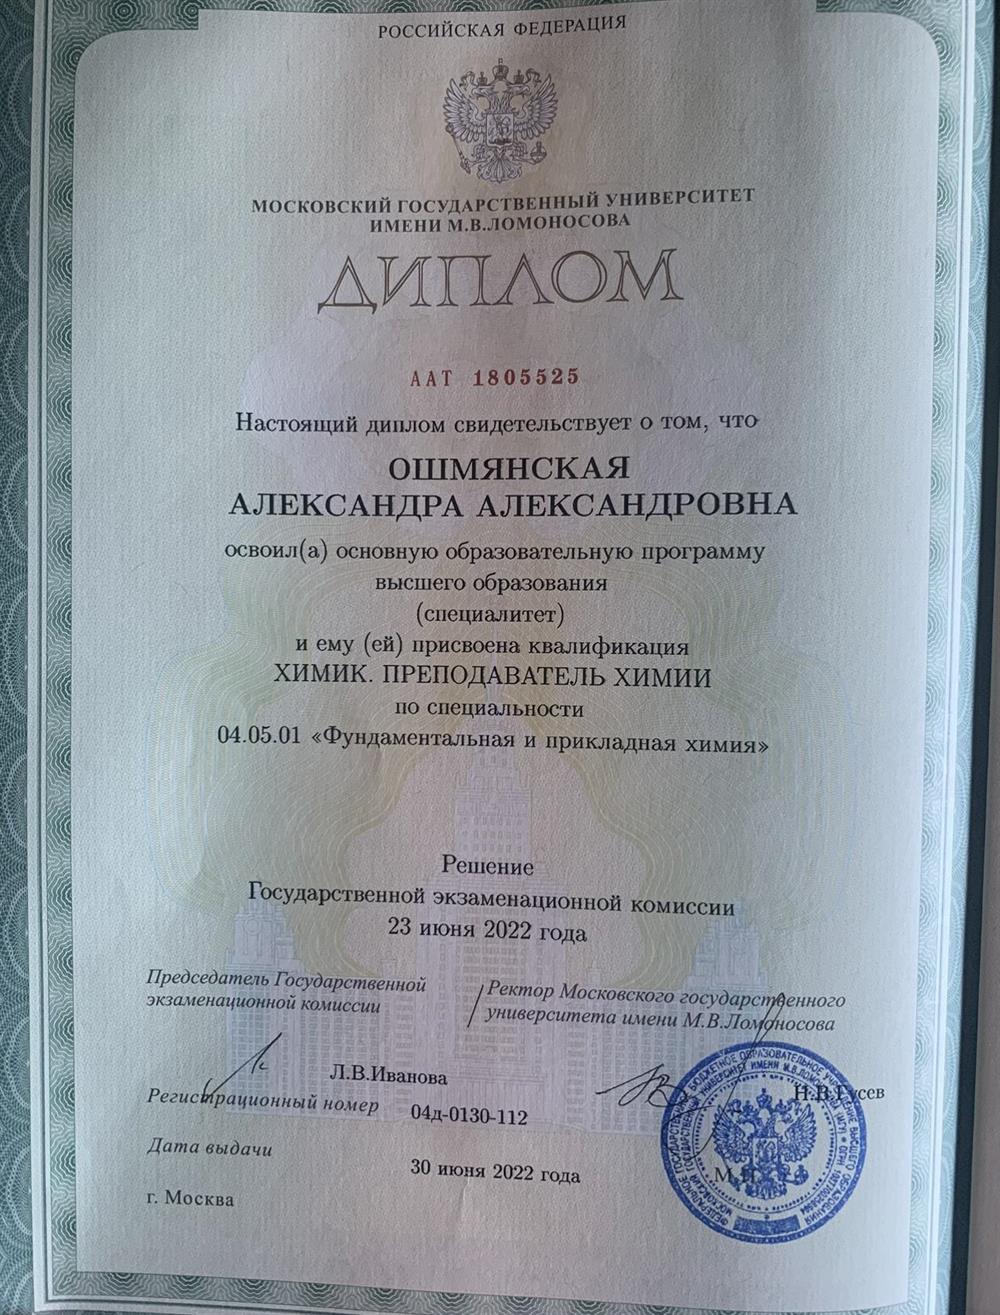 РОССИЙСКАЯ ФЕДЕРАЦИЯ
МОСКОВСКИЙ ГОСУДАРСТВЕННЫЙ УНИВЕРСИТЕТ
ИМЕНИ М.В.ЛОМОНОСОВА
ДИПЛОМ
ААТ 1805525
Настоящий диплом свидетельствует о том, что
ОШМЯНСКАЯ
АЛЕКСАНДРА АЛЕКСАНДРОВНА
освоил(а) основную образовательную программу
высшего образования
(специалитет)
и ему (ей) присвоена квалификация
ХИМИК. ПРЕПОДАВАТЕЛЬ ХИМИИ
по специальности
04.05.01 «Фундаментальная и прикладная химия»
Решение
Государственной экзаменационной комиссии
23 июня 2022 года
Председатель Государственной
экзаменационной комиссии
Ректор Московского государственного
университета имени М.В.Ломоносова
Л.В.Иванова
Н.В.Гусев
Регистрационный номер 04д-0130-112
Дата выдачи
30 июня 2022 года
М.П.
г. Москва